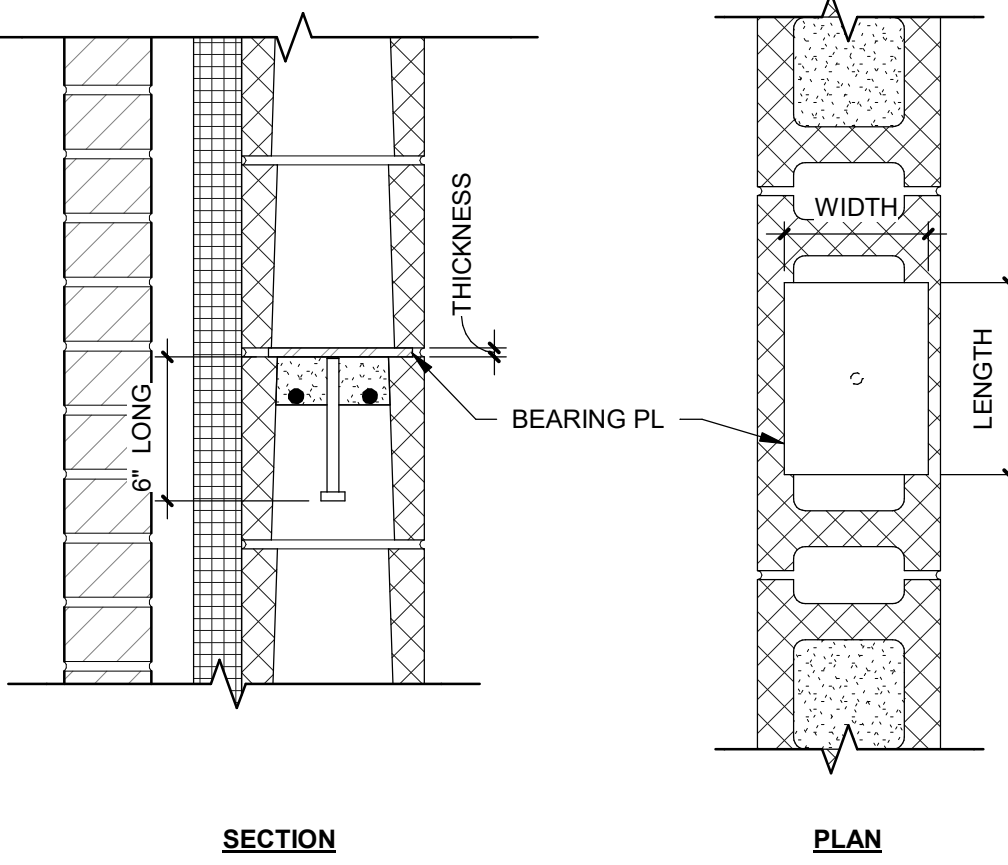 THICKNESS
WIDTH
6" LONG
BEARING PL
LENGTH
SECTION
PLAN